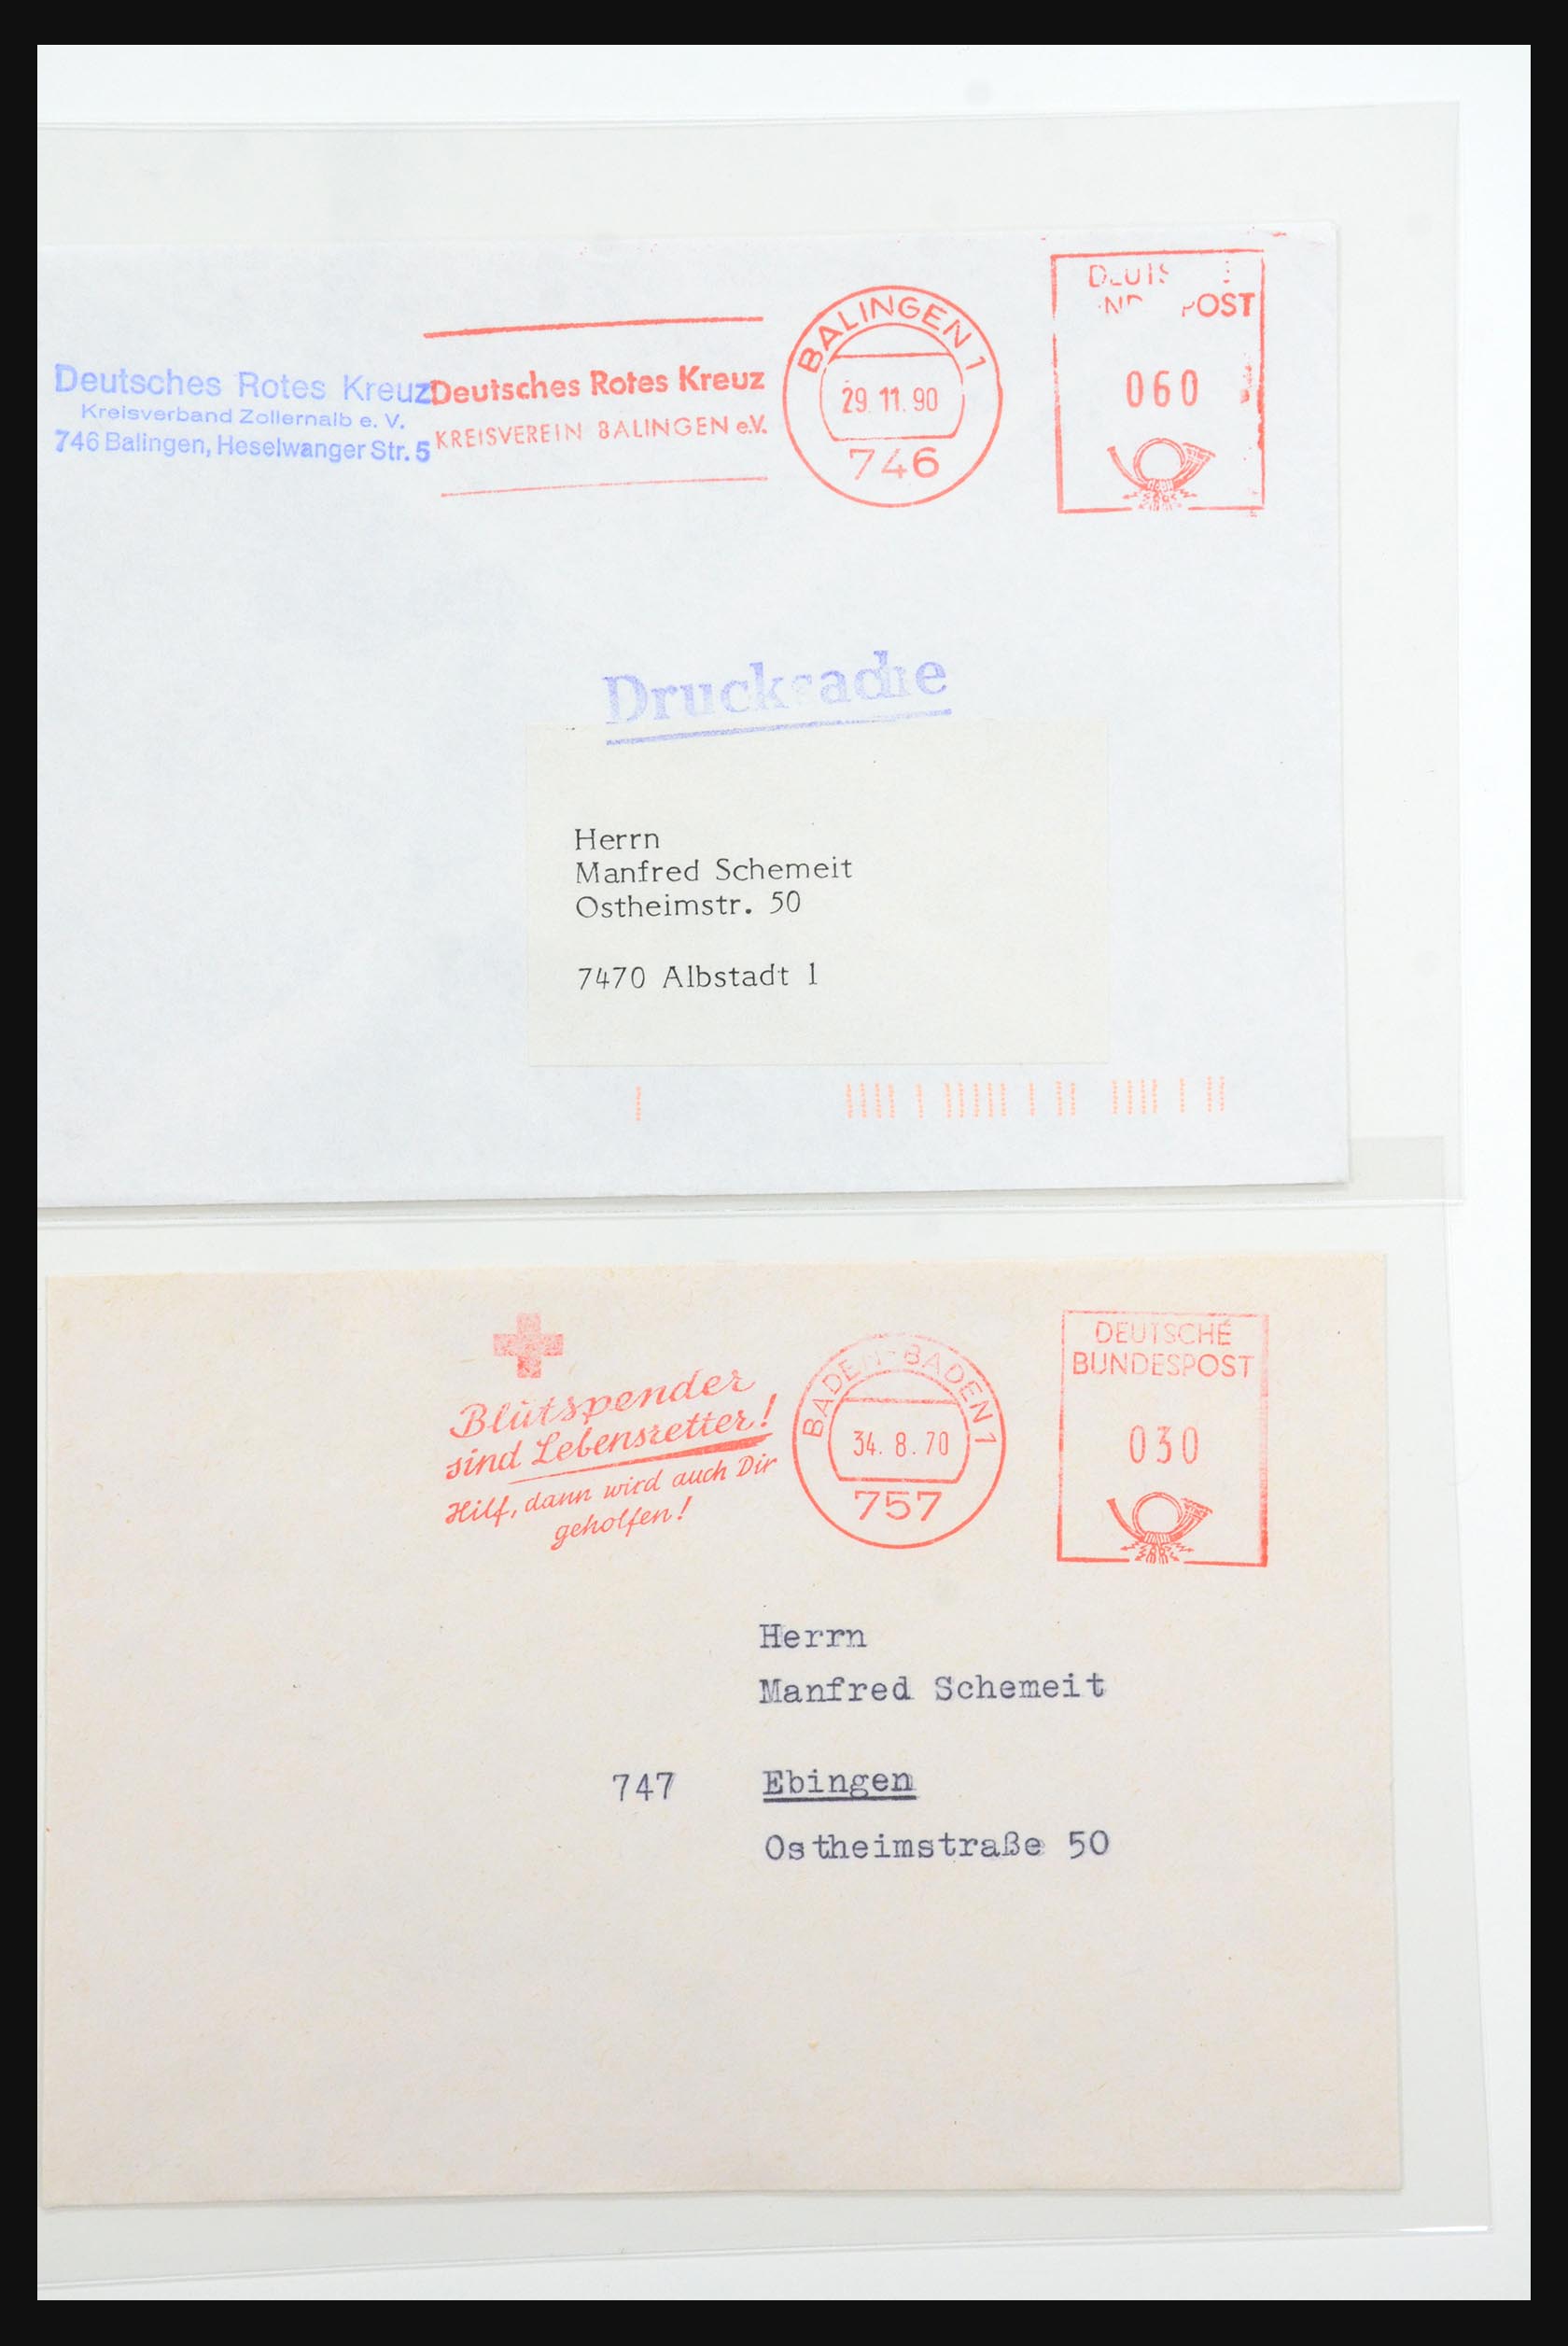 Deutsches Rotes Kreuz
Kreisverband Zollernalb e. V.
746 Balingen, Heselwanger Str. 5
Deutsches Rotes Kreuz
KREISVEREIN BALINGEN e.V.
BALINGEN 1
29.11.90
746
POST
060
Drucksache
Herrn
Manfred Schemeit
Ostheimstr. 50
7470 Albstadt 1
Blutspender
sind Lebensretter!
Hilf, dann wird auch Dir
geholfen!
BADEN-BADEN 1
34. 8. 70
757
DEUTSCHE
BUNDESPOST
030
Herrn
Manfred Schemeit
747 Ebingen
Ostheimstraße 50